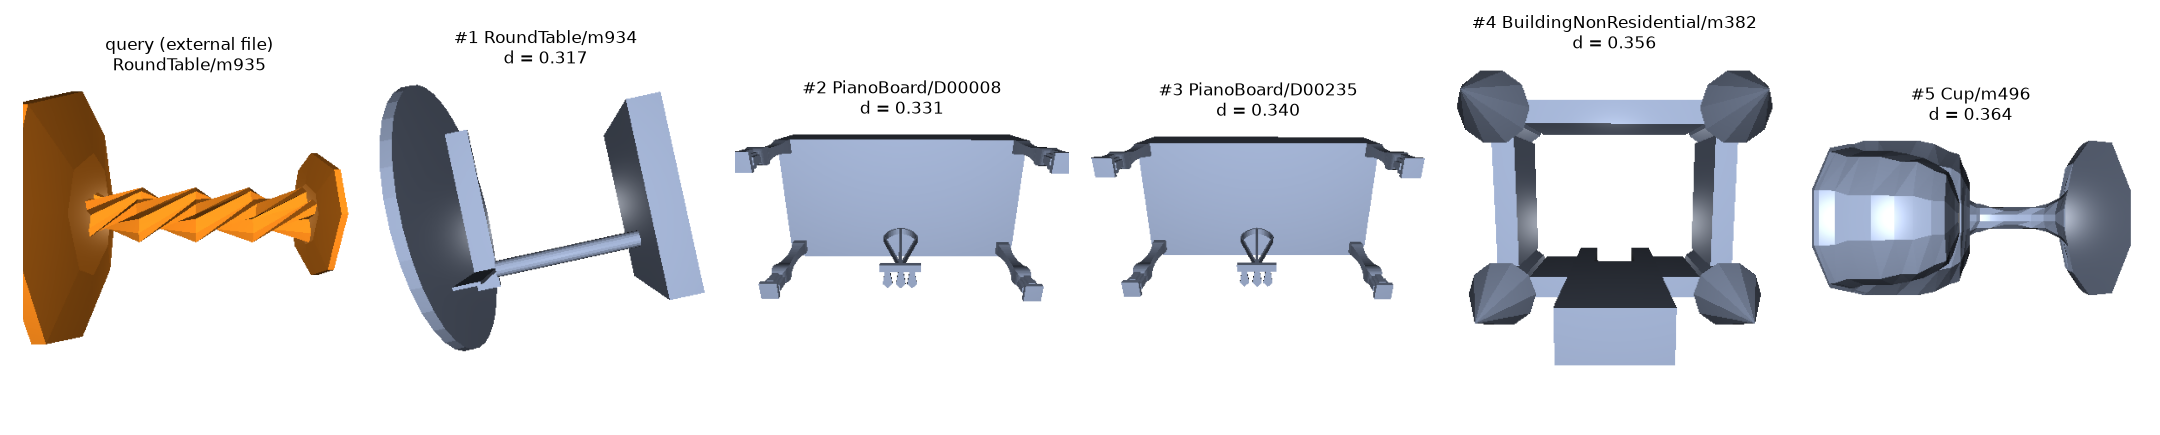 query (external file)
RoundTable/m935
#1 RoundTable/m934
d = 0.317
#2 PianoBoard/D00008
d = 0.331
#3 PianoBoard/D00235
d = 0.340
#4 BuildingNonResidential/m382
d = 0.356
#5 Cup/m496
d = 0.364